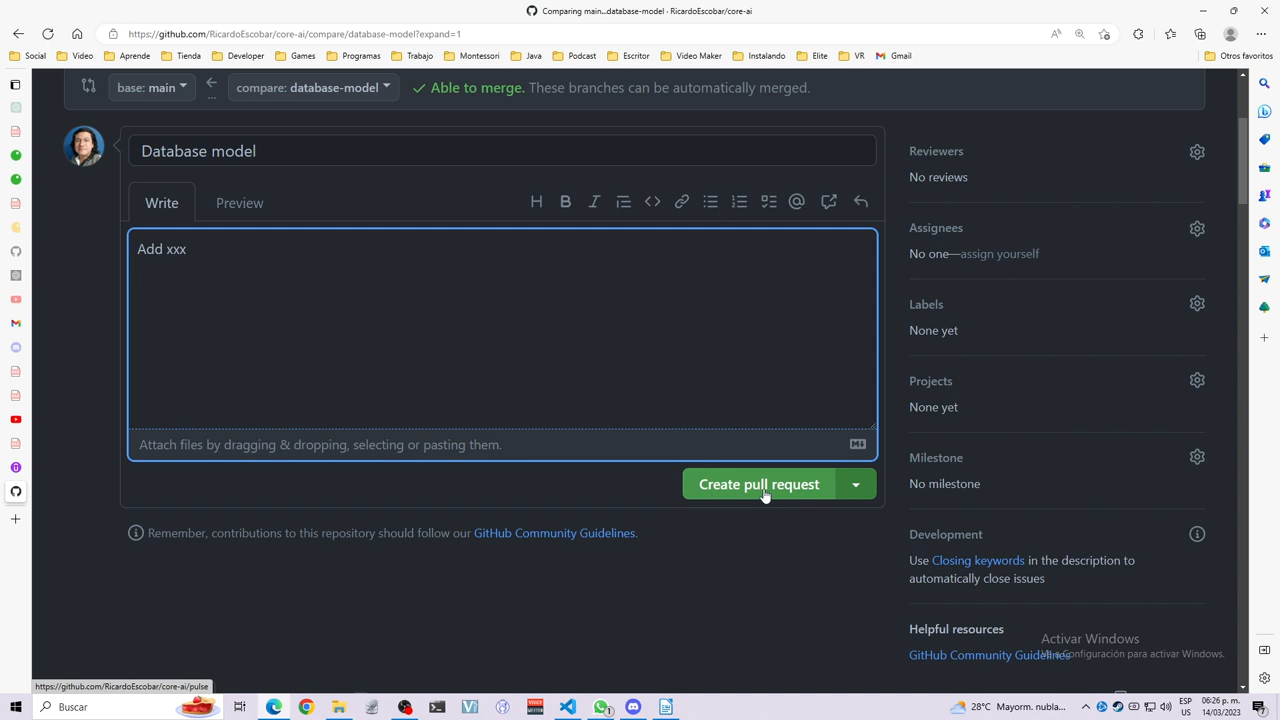 Comparing main...database-model · RicardoEscobar/core-ai
https://github.com/RicardoEscobar/core-ai/compare/database-model?expand=1
Social Video Aprende Tienda Developer Games Programas Trabajo Montessori Java Podcast Escritor Video Maker Instalando Elite VR Gmail Otros favoritos
base: main compare: database-model Able to merge. These branches can be automatically merged.
Database model
Write Preview
Add xxx
Attach files by dragging & dropping, selecting or pasting them.
Create pull request
Remember, contributions to this repository should follow our GitHub Community Guidelines.
Reviewers
No reviews
Assignees
No one—assign yourself
Labels
None yet
Projects
None yet
Milestone
No milestone
Development
Use Closing keywords in the description to
automatically close issues
Helpful resources
GitHub Community Guidelines
Activar Windows
Configuración para activar Windows.
https://github.com/RicardoEscobar/core-ai/pulse
Buscar
28°C Mayorm. nubla...
ESP
US
06:26 p. m.
14/03/2023